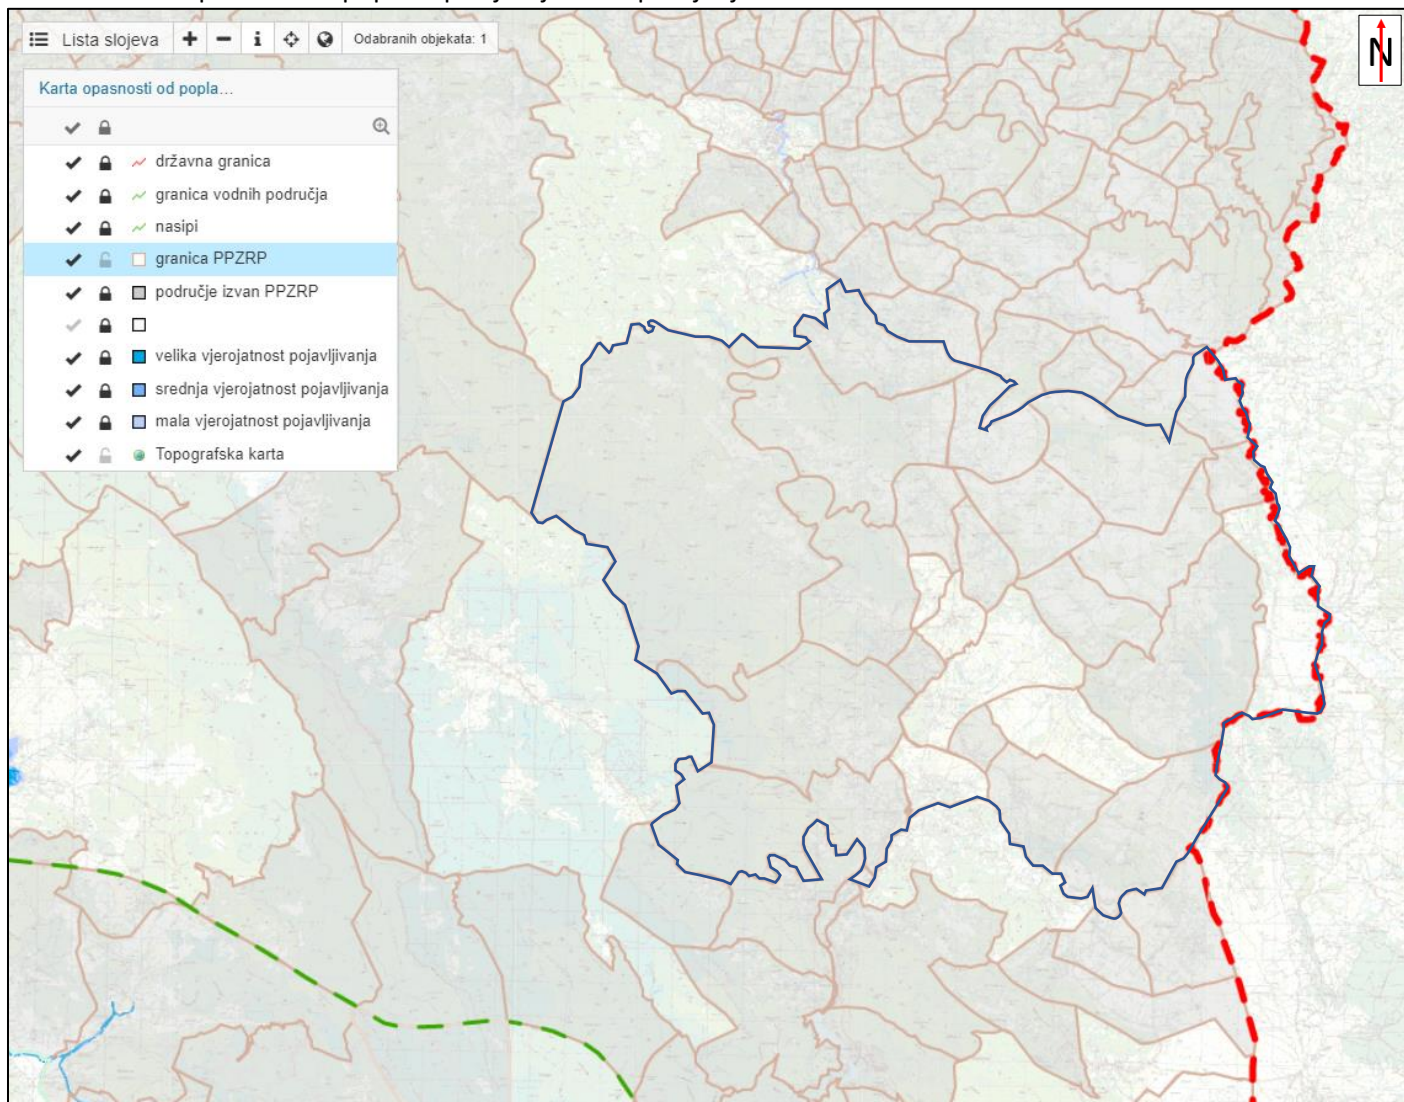 Lista slojeva
Odabranih objekata: 1
N
Karta opasnosti od popla...
državna granica
granica vodnih područja
nasipi
granica PPZRP
područje izvan PPZRP
velika vjerojatnost pojavljivanja
srednja vjerojatnost pojavljivanja
mala vjerojatnost pojavljivanja
Topografska karta